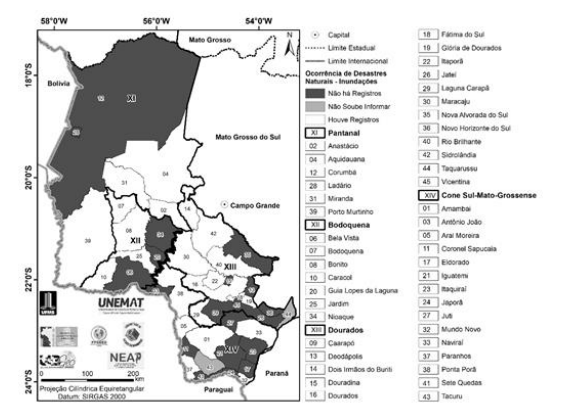 58°0'0"W
56°0'0"W
54°0'0"W
18°0'0"S
20°0'0"S
22°0'0"S
24°0'0"S
Mato Grosso
Bolívia
Mato Grosso do Sul
Campo Grande
Paraná
Paraguai
N
XI
XII
XIII
XIV
UFMS
UNEMAT
NEAP
0 100 200
km
Projeção Cilíndrica Equiretangular
Datum: SIRGAS 2000
Capital
Limite Estadual
Limite Internacional
Ocorrência de Desastres
Naturais - Inundações
Não há Registros
Não Soube Informar
Houve Registros
XI Pantanal
02 Anastácio
04 Aquidauana
12 Corumbá
28 Ladário
31 Miranda
39 Porto Murtinho
XII Bodoquena
06 Bela Vista
07 Bodoquena
08 Bonito
10 Caracol
20 Guia Lopes da Laguna
25 Jardim
34 Nioaque
XIII Dourados
09 Caarapó
13 Deodápolis
14 Dois Irmãos do Buriti
15 Douradina
16 Dourados
18 Fátima do Sul
19 Glória de Dourados
22 Itaporã
26 Jateí
29 Laguna Carapã
30 Maracaju
35 Nova Alvorada do Sul
36 Novo Horizonte do Sul
40 Rio Brilhante
42 Sidrolândia
44 Taquarussu
45 Vicentina
XIV Cone Sul-Mato-Grossense
01 Amambai
03 Antônio João
05 Aral Moreira
11 Coronel Sapucaia
17 Eldorado
21 Iguatemi
23 Itaquiraí
24 Japorã
27 Juti
32 Mundo Novo
33 Naviraí
37 Paranhos
38 Ponta Porã
41 Sete Quedas
43 Tacuru